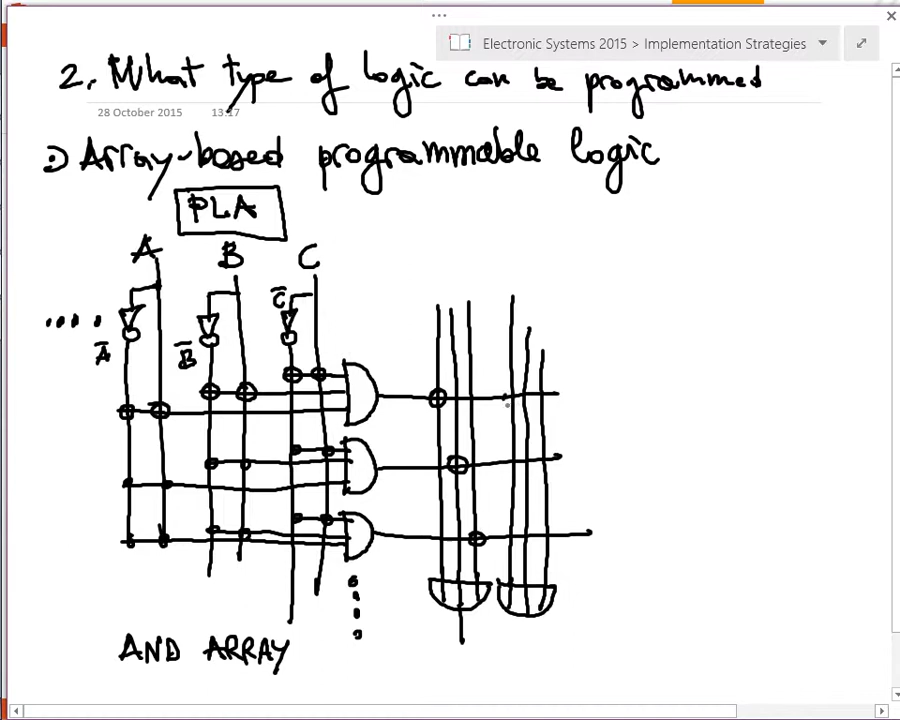 Electronic Systems 2015 > Implementation Strategies
2. What type of logic can be programmed
28 October 2015 13:17
·) Array-based programmable logic
PLA
A B C
C̅
A̅ B̅
AND ARRAY